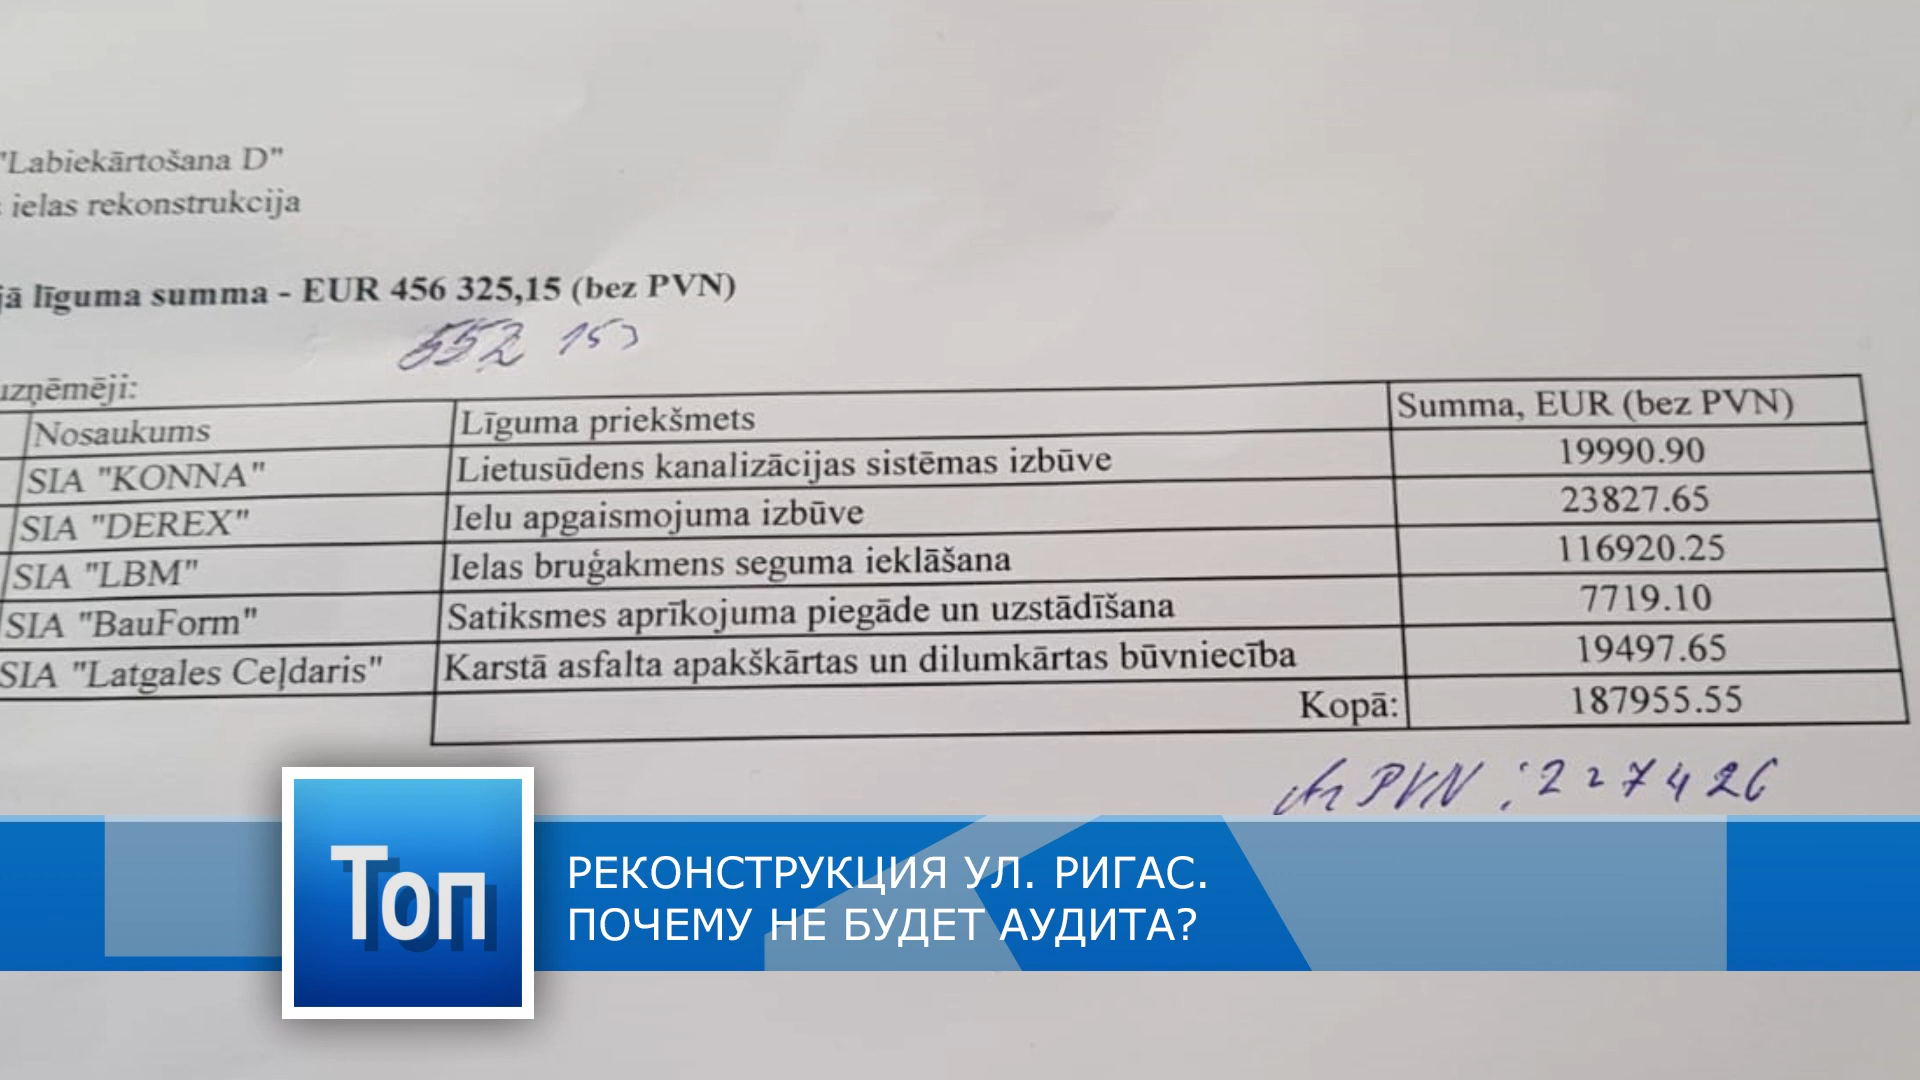 "Labiekārtošana D"
ielas rekonstrukcija
jā līguma summa - EUR 456 325,15 (bez PVN)
552 153
uzņēmēji:
Nosaukums Līguma priekšmets Summa, EUR (bez PVN)
SIA "KONNA" Lietusūdens kanalizācijas sistēmas izbūve 19990.90
SIA "DEREX" Ielu apgaismojuma izbūve 23827.65
SIA "LBM" Ielas bruģakmens seguma ieklāšana 116920.25
SIA "BauForm" Satiksmes aprīkojuma piegāde un uzstādīšana 7719.10
SIA "Latgales Ceļdaris" Karstā asfalta apakškārtas un dilumkārtas būvniecība 19497.65
Kopā: 187955.55
PVN : 227426
Топ
РЕКОНСТРУКЦИЯ УЛ. РИГАС.
ПОЧЕМУ НЕ БУДЕТ АУДИТА?